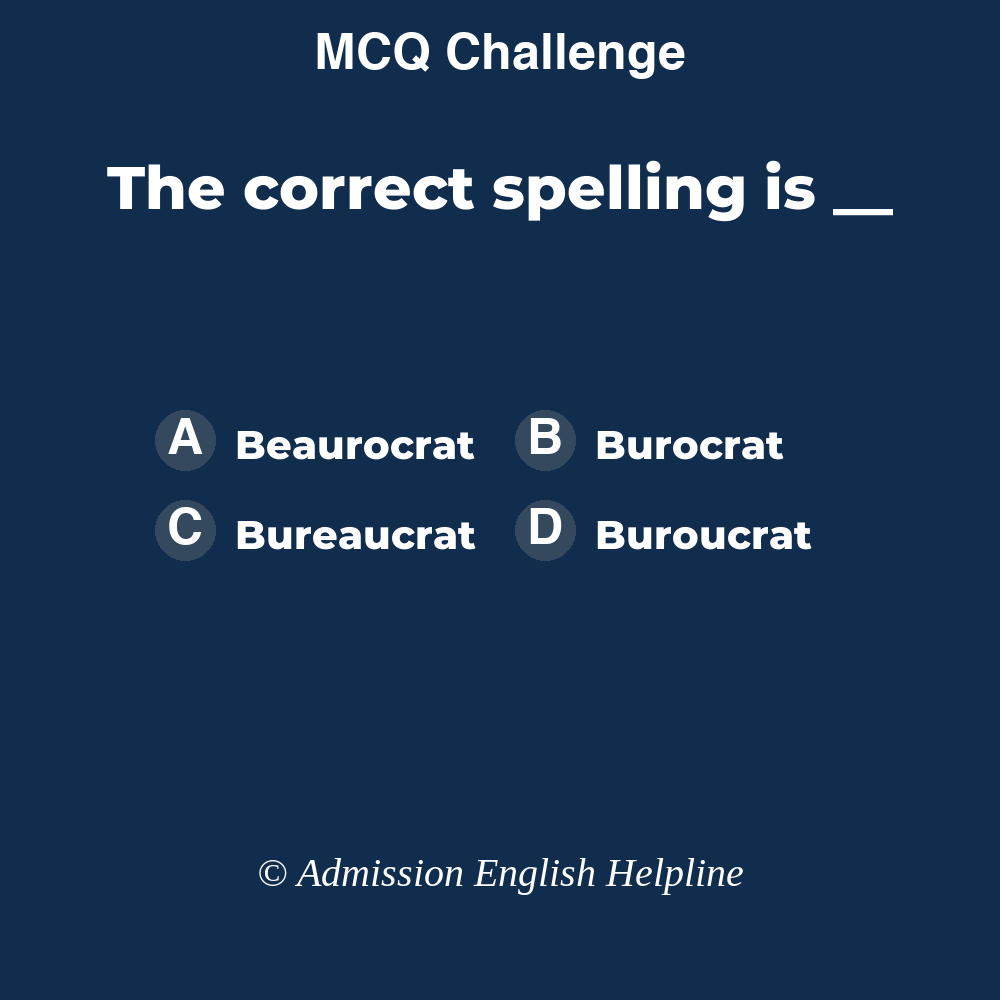 MCQ Challenge
The correct spelling is __
A Beaurocrat B Burocrat
C Bureaucrat D Buroucrat
© Admission English Helpline